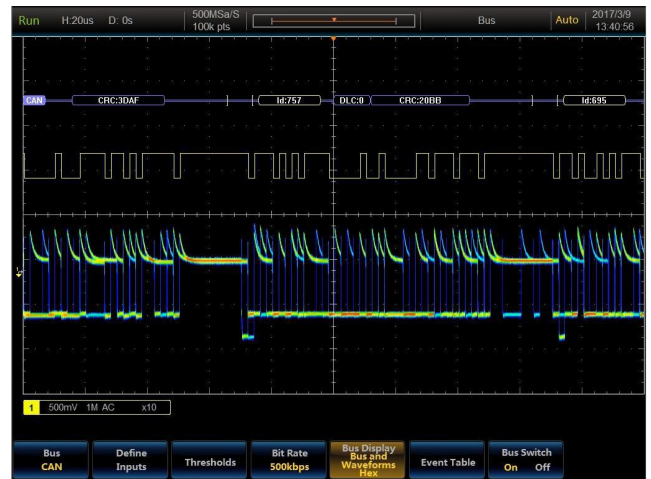 Run H:20us D: 0s 500MSa/S Bus Auto 2017/3/9
100k pts 13:40:56
CAN CRC:3DAF ] [ Id:757 DLC:0 CRC:20BB ] [ Id:695
1 500mV 1M AC x10
Bus Define Thresholds Bit Rate Bus Display Event Table Bus Switch
CAN Inputs 500kbps Bus and On Off
Waveforms
Hex